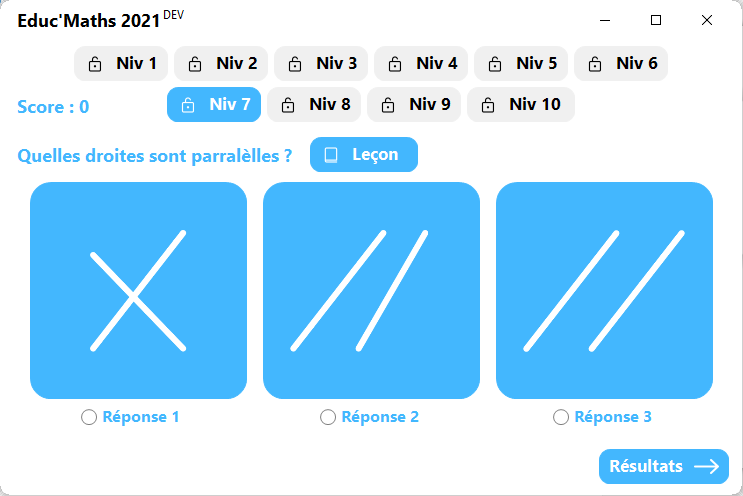 Educ'Maths 2021 DEV
Niv 1 Niv 2 Niv 3 Niv 4 Niv 5 Niv 6
Score : 0 Niv 7 Niv 8 Niv 9 Niv 10
Quelles droites sont parralèlles ? Leçon
Réponse 1 Réponse 2 Réponse 3
Résultats